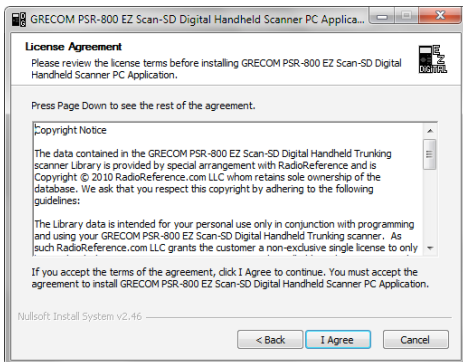 GRECOM PSR-800 EZ Scan-SD Digital Handheld Scanner PC Applica...
License Agreement
Please review the license terms before installing GRECOM PSR-800 EZ Scan-SD Digital
Handheld Scanner PC Application.
EZ
DIGITAL
Press Page Down to see the rest of the agreement.
Copyright Notice
The data contained in the GRECOM PSR-800 EZ Scan-SD Digital Handheld Trunking
scanner Library is provided by special arrangement with RadioReference and is
Copyright © 2010 RadioReference.com LLC whom retains sole ownership of the
database. We ask that you respect this copyright by adhering to the following
guidelines:
The Library data is intended for your personal use only in conjunction with programming
and using your GRECOM PSR-800 EZ Scan-SD Digital Handheld Trunking scanner. As
such RadioReference.com LLC grants the customer a non-exclusive single license to only
If you accept the terms of the agreement, click I Agree to continue. You must accept the
agreement to install GRECOM PSR-800 EZ Scan-SD Digital Handheld Scanner PC Application.
Nullsoft Install System v2.46
< Back
I Agree
Cancel